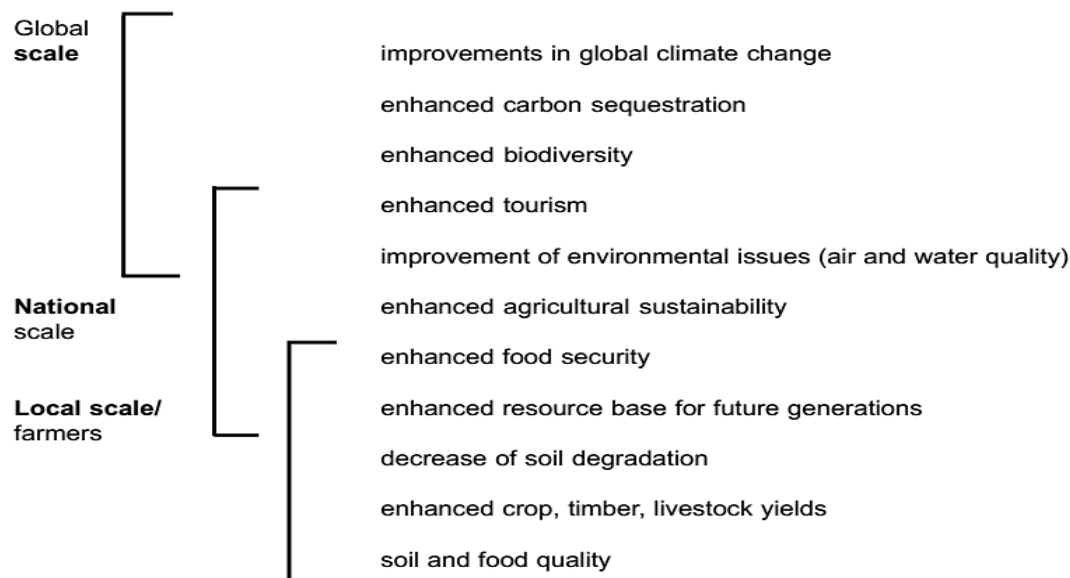 Global
scale
improvements in global climate change
enhanced carbon sequestration
enhanced biodiversity
enhanced tourism
improvement of environmental issues (air and water quality)
National
scale
enhanced agricultural sustainability
enhanced food security
Local scale/
farmers
enhanced resource base for future generations
decrease of soil degradation
enhanced crop, timber, livestock yields
soil and food quality